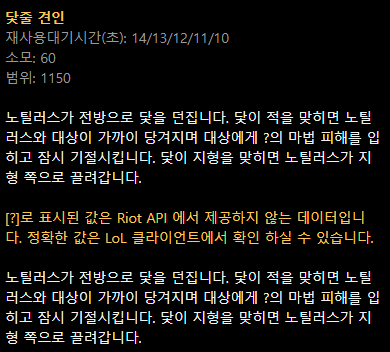 닻줄 견인
재사용대기시간(초): 14/13/12/11/10
소모: 60
범위: 1150
노틸러스가 전방으로 닻을 던집니다. 닻이 적을 맞히면 노틸
러스와 대상이 가까이 당겨지며 대상에게 ?의 마법 피해를 입
히고 잠시 기절시킵니다. 닻이 지형을 맞히면 노틸러스가 지
형 쪽으로 끌려갑니다.
[?]로 표시된 값은 Riot API 에서 제공하지 않는 데이터입니
다. 정확한 값은 LoL 클라이언트에서 확인 하실 수 있습니다.
노틸러스가 전방으로 닻을 던집니다. 닻이 적을 맞히면 노틸
러스와 대상이 가까이 당겨지며 대상에게 ?의 마법 피해를 입
히고 잠시 기절시킵니다. 닻이 지형을 맞히면 노틸러스가 지
형 쪽으로 끌려갑니다.